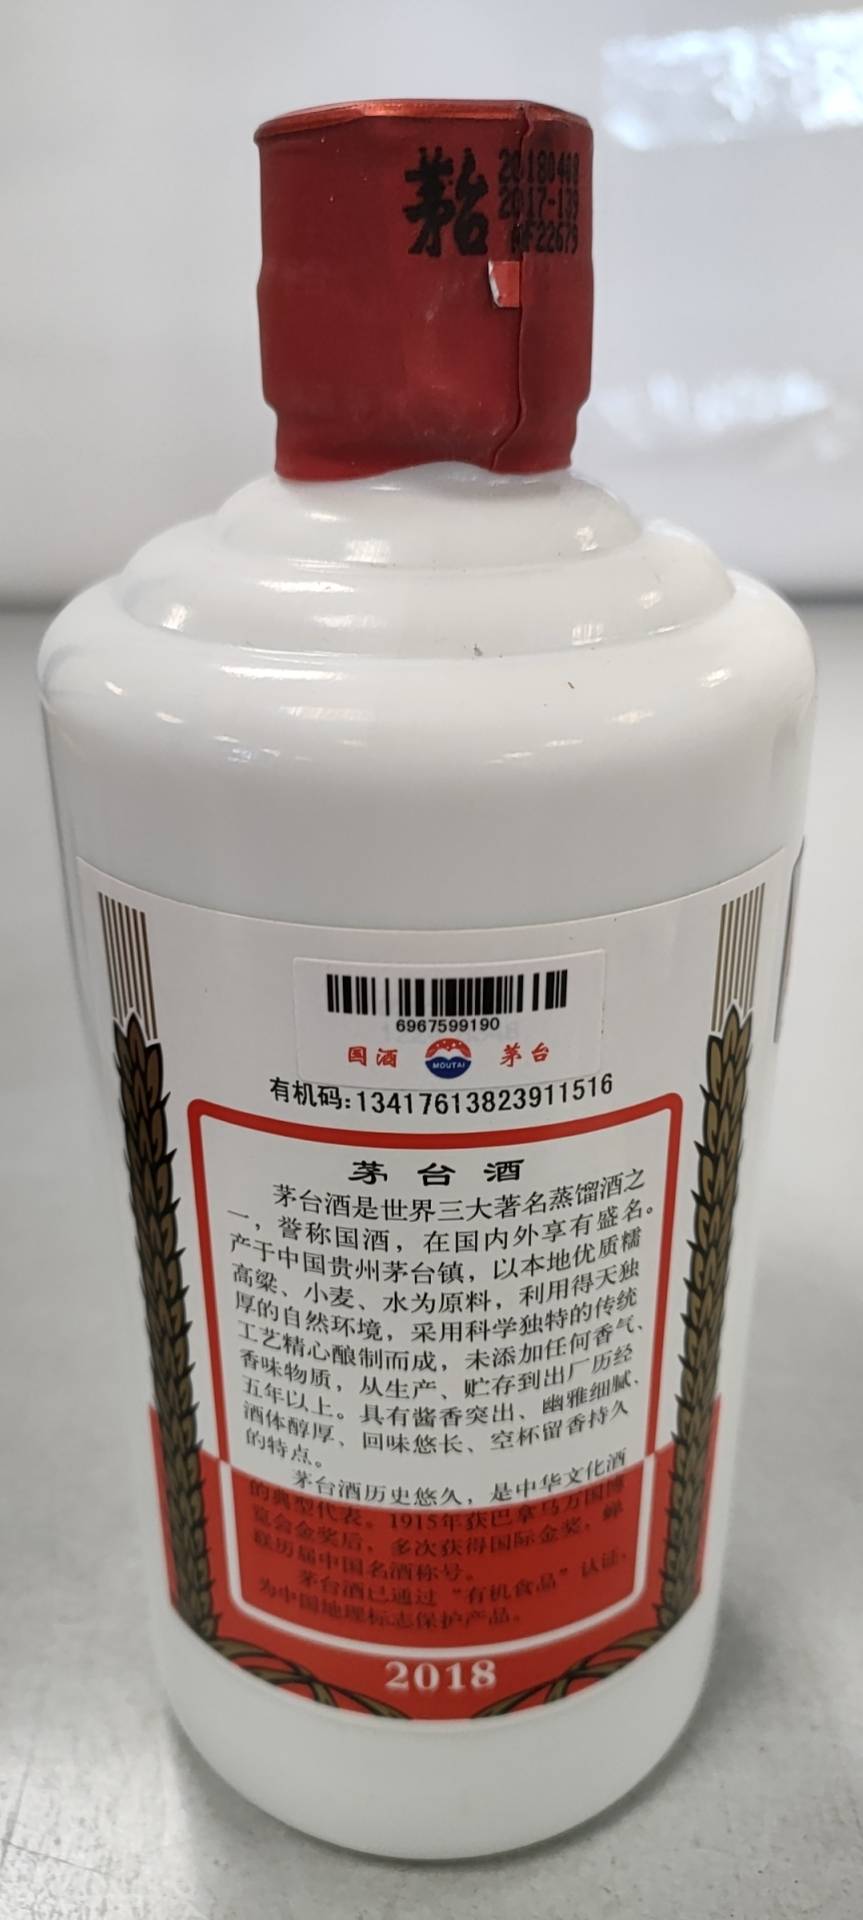 茅台
20180408
2017-139
6967599190
国酒 MOUTAI 茅台
有机码:13417613823911516
茅台酒
茅台酒是世界三大著名蒸馏酒之
一，誉称国酒，在国内外享有盛名。
产于中国贵州茅台镇，以本地优质糯
高粱、小麦、水为原料，利用得天独
厚的自然环境，采用科学独特的传统
工艺精心酿制而成，未添加任何香气、
香味物质，从生产、贮存到出厂历经
五年以上。具有酱香突出、幽雅细腻、
酒体醇厚、回味悠长、空杯留香持久
的特点。
茅台酒历史悠久，是中华文化酒
的典型代表。1915年获巴拿马万国博
览会金奖后，多次获得国际金奖，蝉
联历届中国名酒称号。
茅台酒已通过“有机食品”认证，
为中国地理标志保护产品。
2018